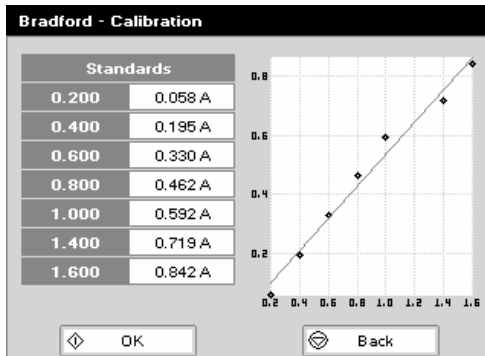 Bradford - Calibration
Standards
0.200 0.058 A
0.400 0.195 A
0.600 0.330 A
0.800 0.462 A
1.000 0.592 A
1.400 0.719 A
1.600 0.842 A
0.8
0.6
0.4
0.2
0.2 0.4 0.6 0.8 1.0 1.2 1.4 1.6
OK
Back